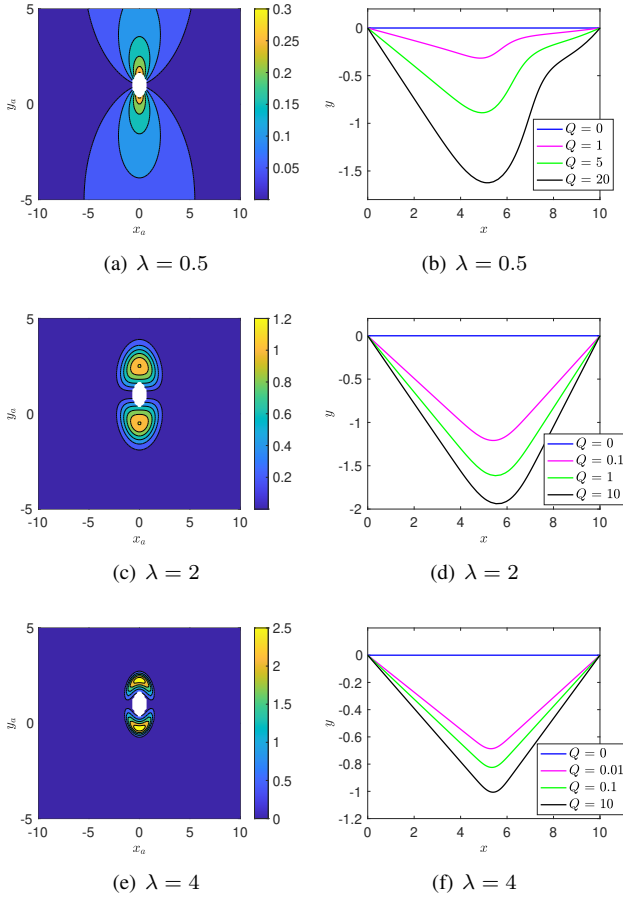 5
0
-5
-10 -5 0 5 10
y_a
x_a
0.3
0.25
0.2
0.15
0.1
0.05
(a) λ = 0.5
0
-0.5
-1
-1.5
0 2 4 6 8 10
y
x
Q = 0
Q = 1
Q = 5
Q = 20
(b) λ = 0.5
5
0
-5
-10 -5 0 5 10
y_a
x_a
1.2
1
0.8
0.6
0.4
0.2
(c) λ = 2
0
-0.5
-1
-1.5
-2
0 2 4 6 8 10
y
x
Q = 0
Q = 0.1
Q = 1
Q = 10
(d) λ = 2
5
0
-5
-10 -5 0 5 10
y_a
x_a
2.5
2
1.5
1
0.5
0
(e) λ = 4
0
-0.2
-0.4
-0.6
-0.8
-1
-1.2
0 2 4 6 8 10
y
x
Q = 0
Q = 0.01
Q = 0.1
Q = 10
(f) λ = 4